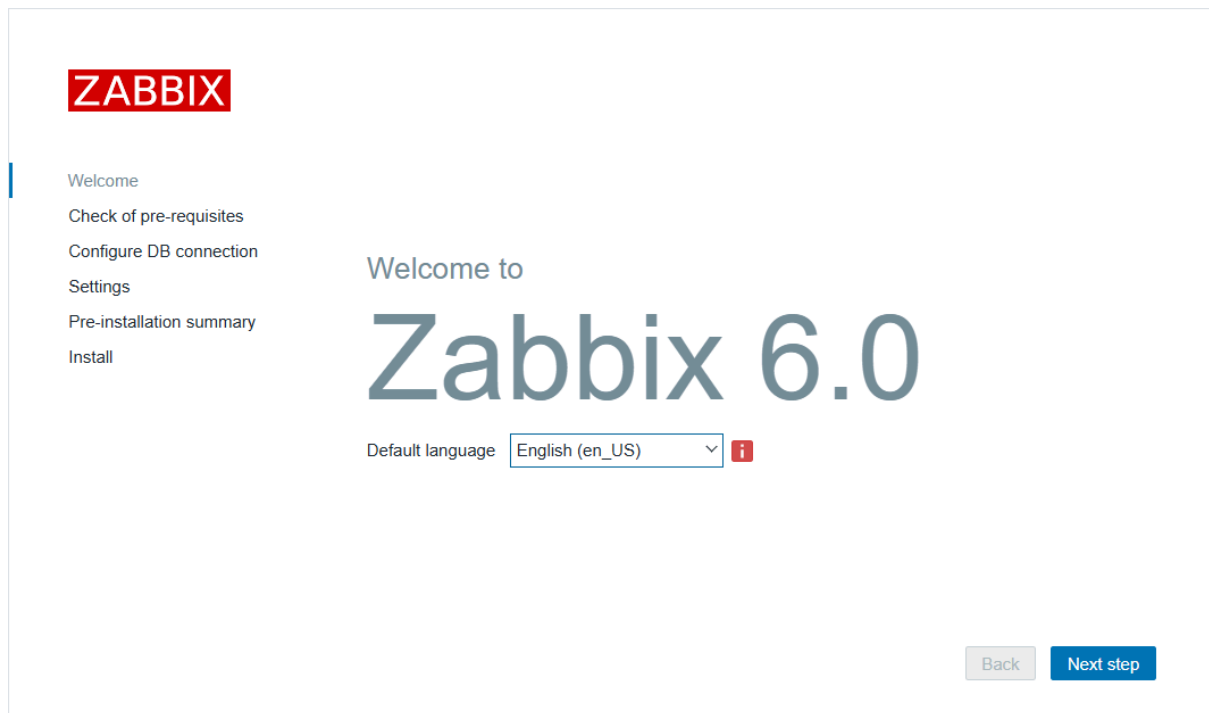 ZABBIX
Welcome
Check of pre-requisites
Configure DB connection
Settings
Pre-installation summary
Install
Welcome to
Zabbix 6.0
Default language English (en_US) i
Back Next step